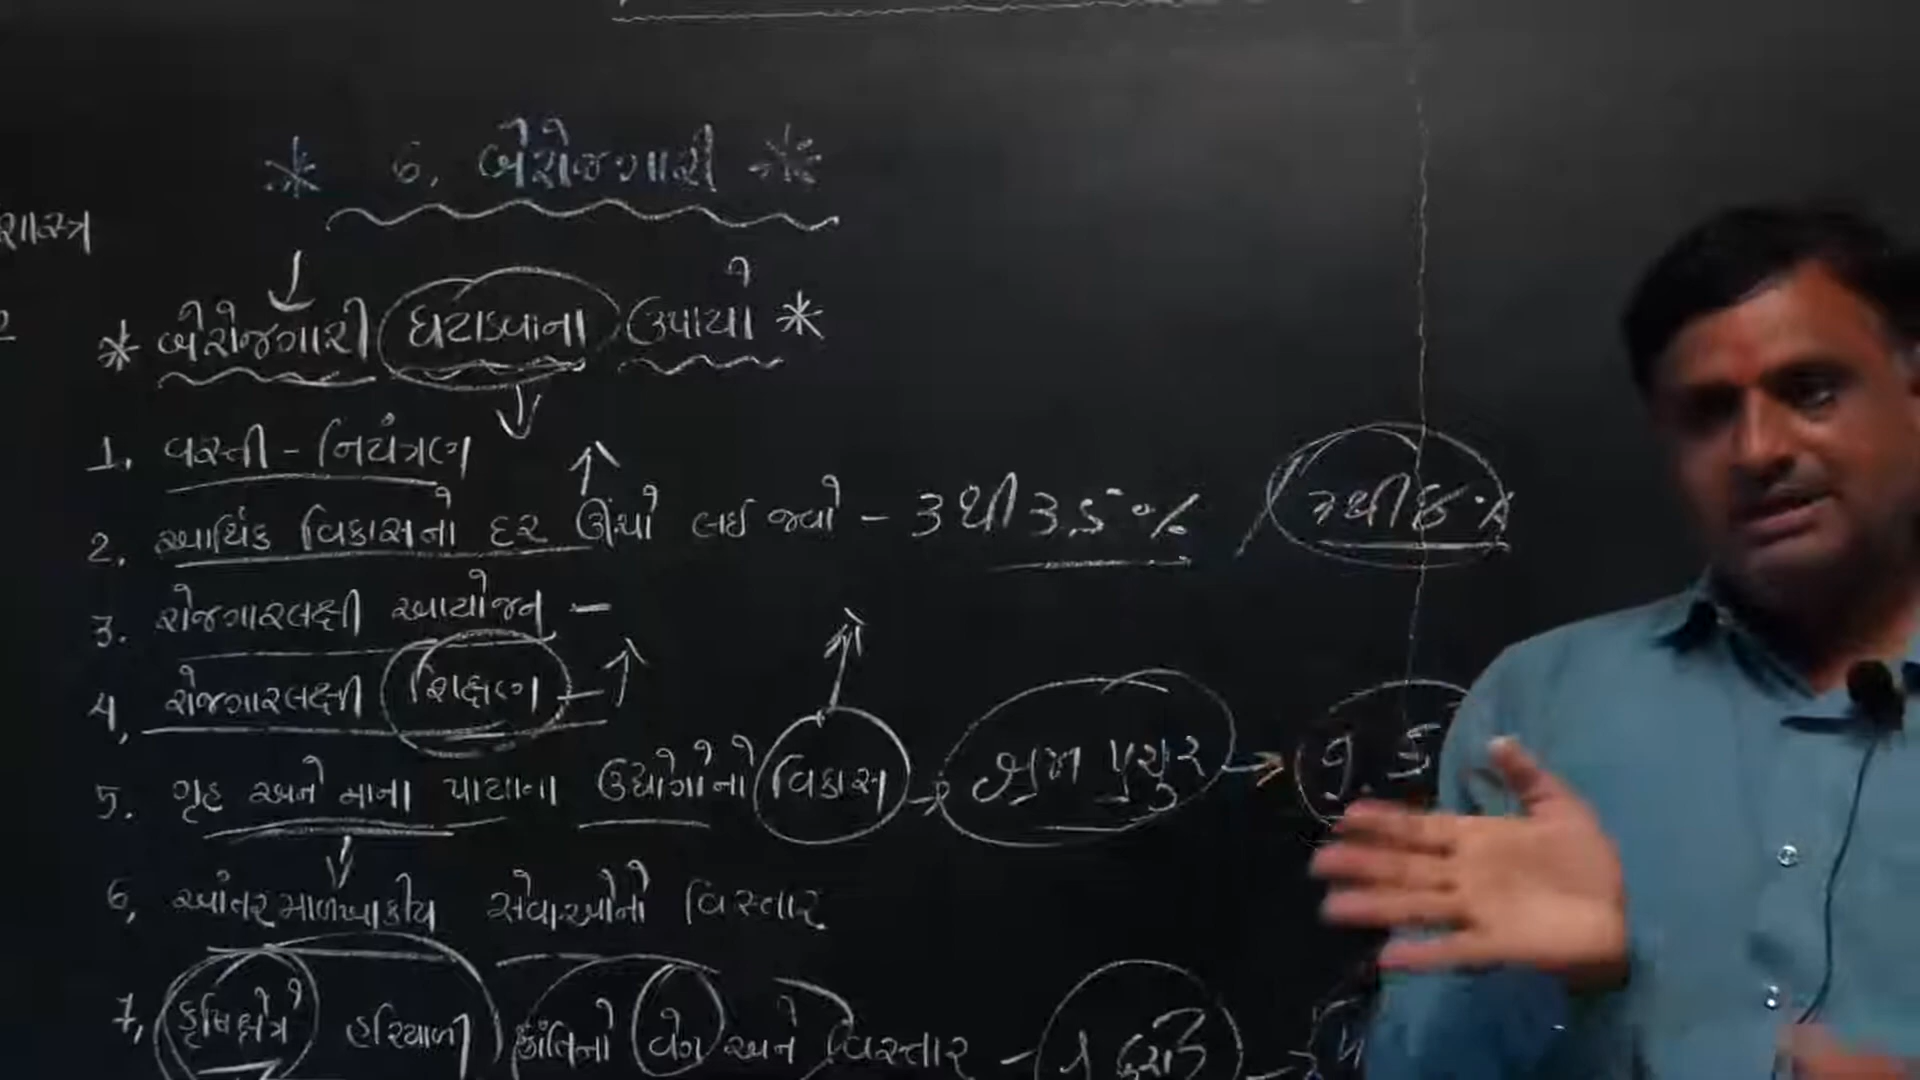 * 6. બેરોજગારી *
શાસ્ત્ર
* બેરોજગારી ઘટાડવાના ઉપાયો *
1. વસ્તી - નિયંત્રણ
2. આર્થિક વિકાસનો દર ઊંચો લઈ જવો - 3 થી 3.5 %
3. રોજગારલક્ષી આયોજન -
4. રોજગારલક્ષી શિક્ષણ -
5. ગૃહ અને નાના પાયાના ઉદ્યોગોનો વિકાસ → શ્રમ પ્રચુર →
6. આંતરમાળખાકીય સેવાઓનો વિસ્તાર
7. કૃષિક્ષેત્રે હરિયાળી ક્રાંતિનો વેગ અને વિસ્તાર -